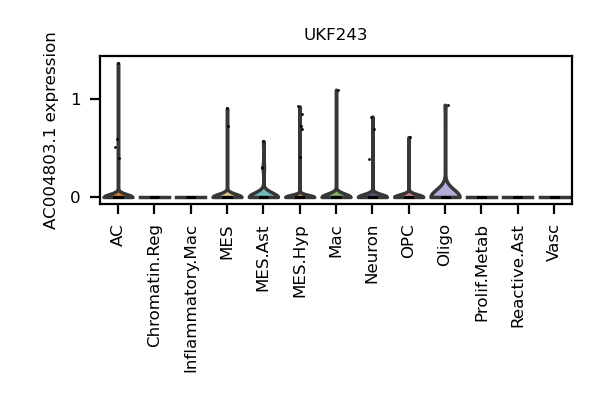 UKF243
AC004803.1 expression
1
0
AC
Chromatin.Reg
Inflammatory.Mac
MES
MES.Ast
MES.Hyp
Mac
Neuron
OPC
Oligo
Prolif.Metab
Reactive.Ast
Vasc